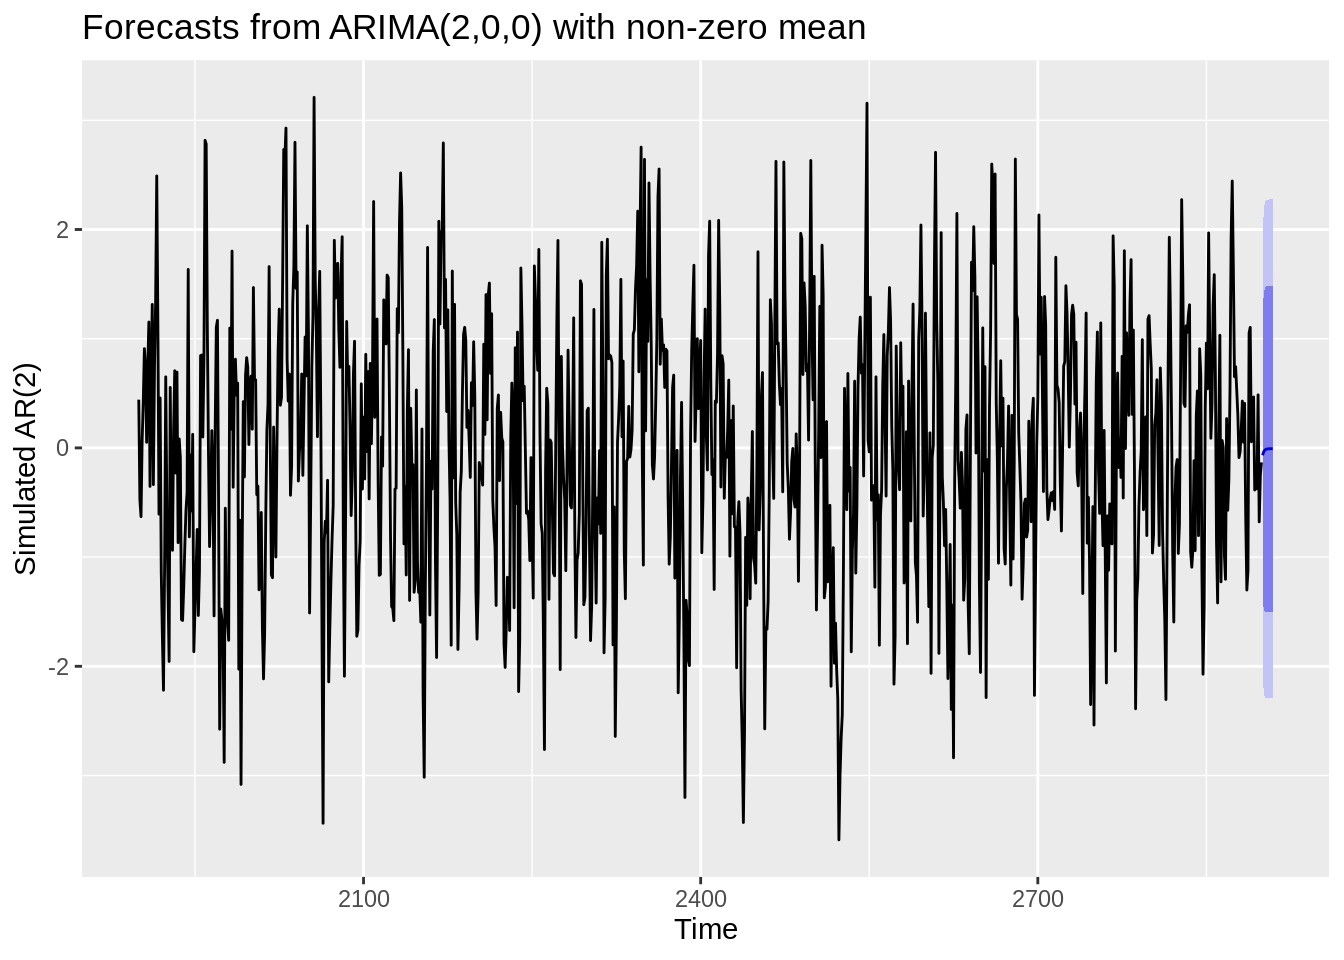 Forecasts from ARIMA(2,0,0) with non-zero mean
Simulated AR(2)
2
0
-2
2100
2400
2700
Time